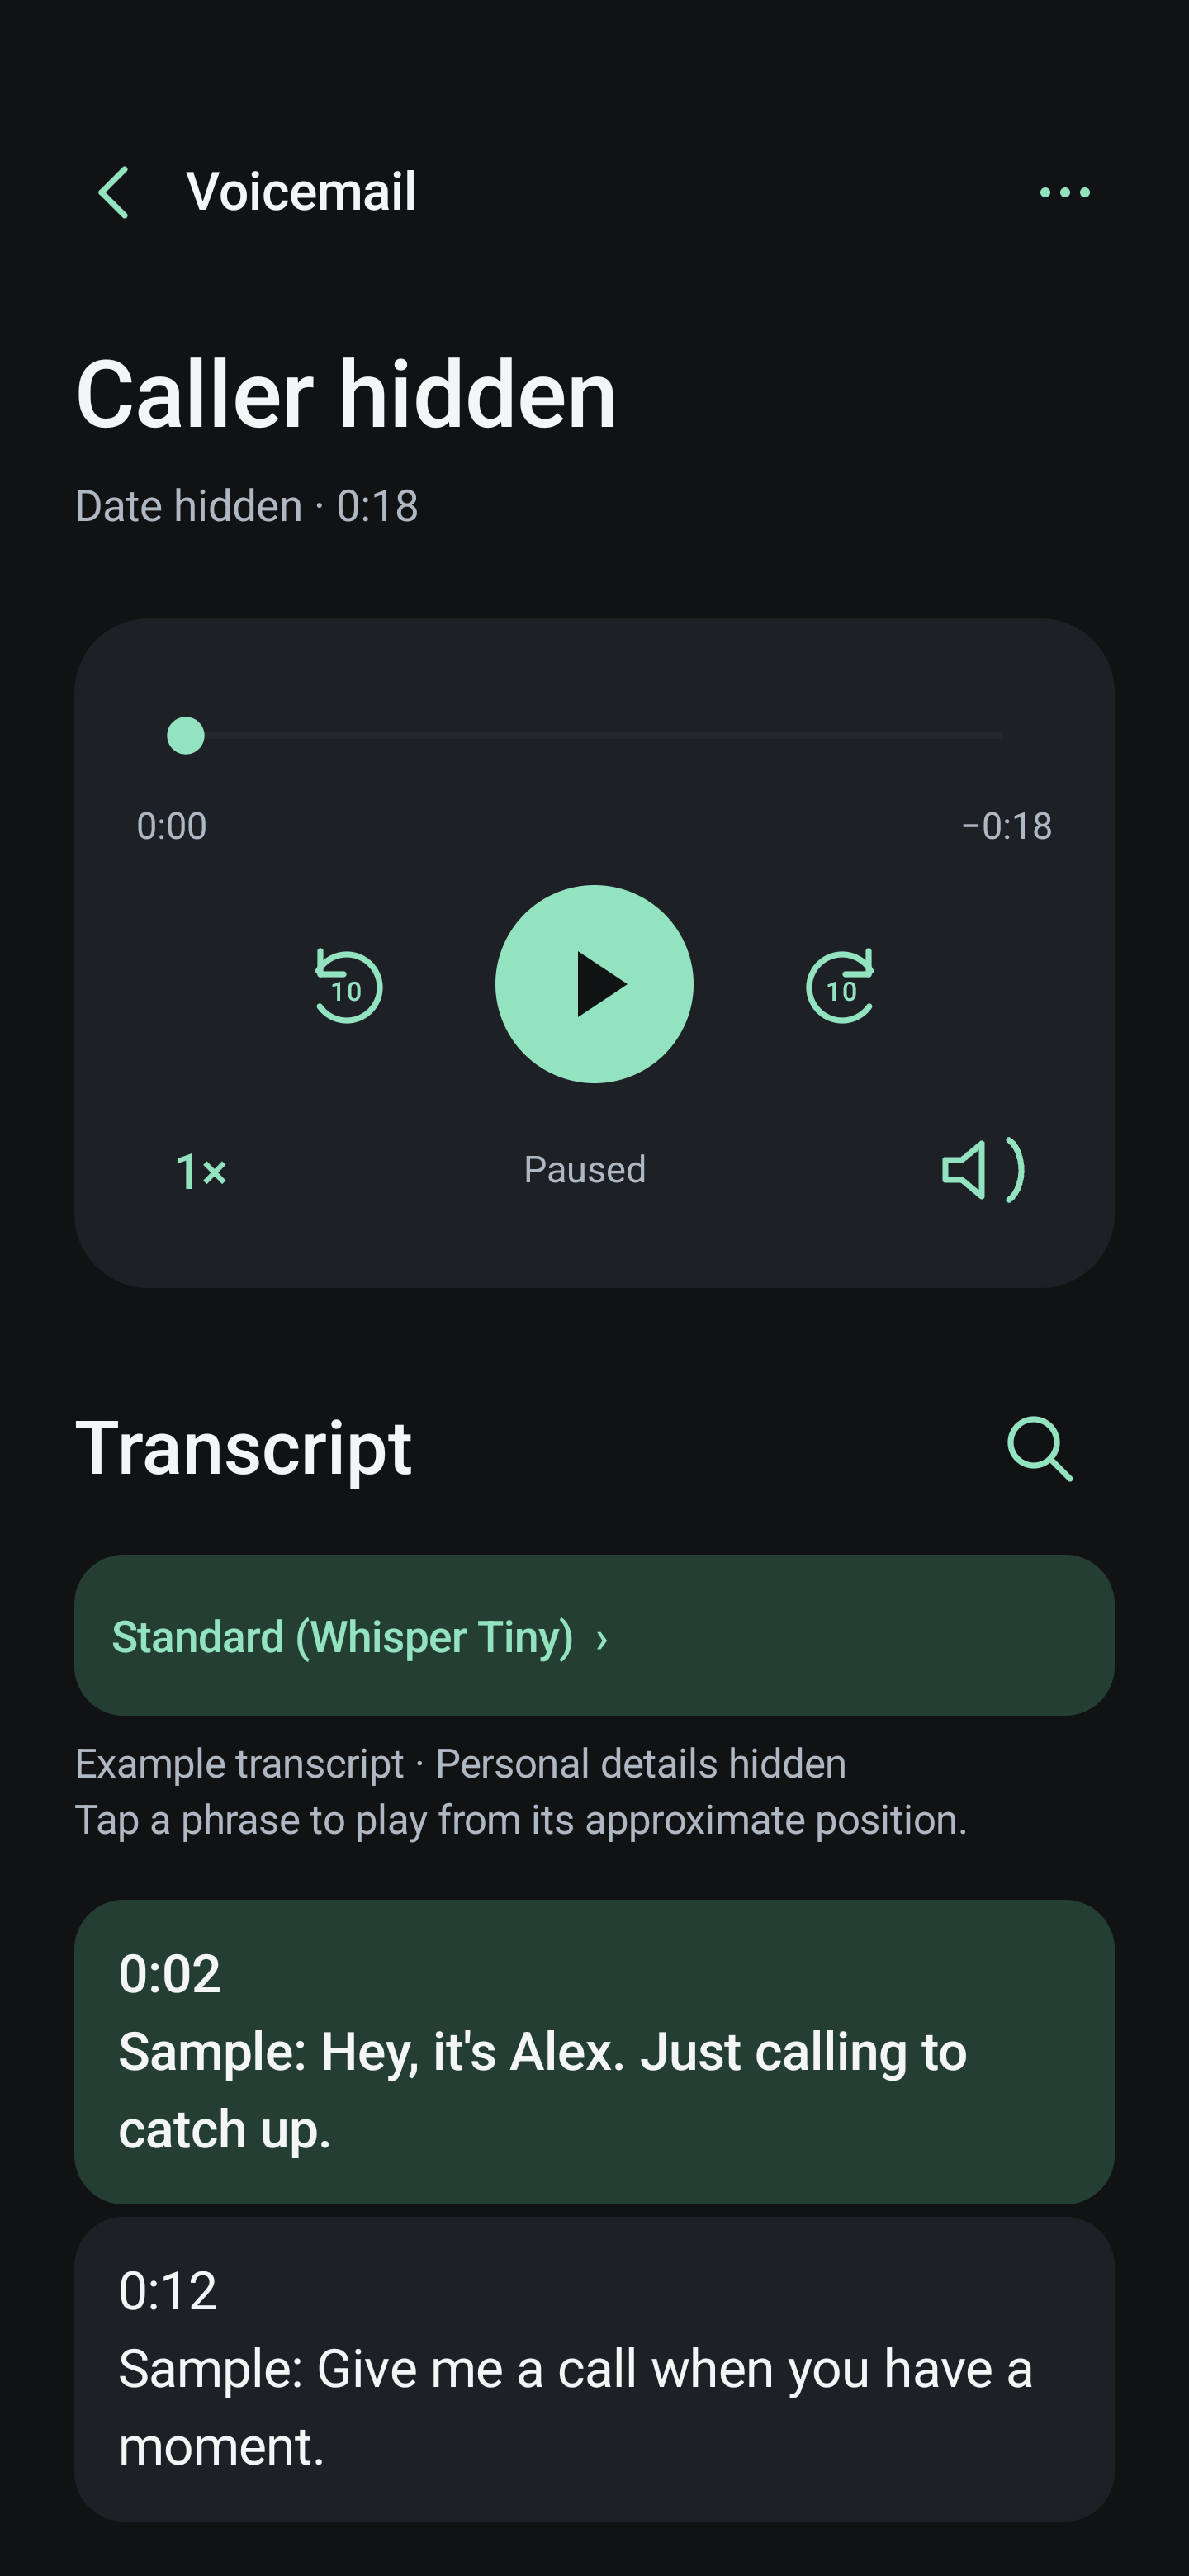 Voicemail
Caller hidden
Date hidden · 0:18
0:00
−0:18
10
10
1×
Paused
Transcript
Standard (Whisper Tiny) ›
Example transcript · Personal details hidden
Tap a phrase to play from its approximate position.
0:02
Sample: Hey, it's Alex. Just calling to
catch up.
0:12
Sample: Give me a call when you have a
moment.